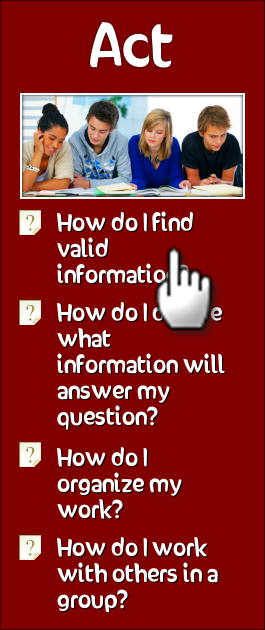 Act
How do I find
valid
How do I
what
information will
answer my
question?
How do I
organize my
work?
How do I work
with others in a
group?